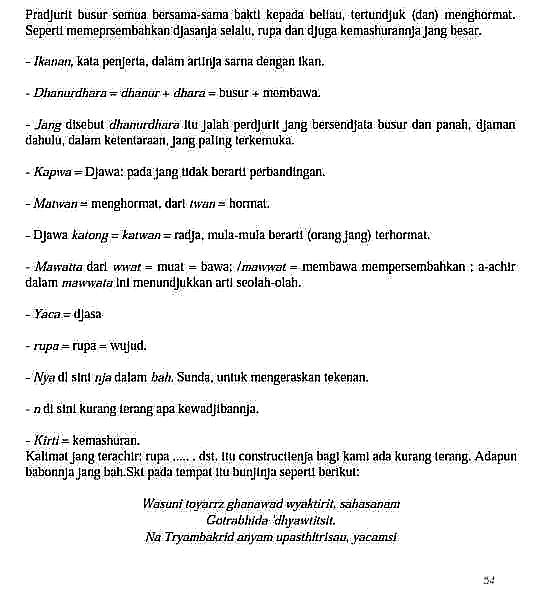 Pradjurit busur semua bersama-sama bakti kepada beliau, tertundjuk (dan) menghormat.
Seperti memeprsembahkan djasanja selalu, rupa dan djuga kemashurannja jang besar.
- Ikanan, kata penjerta, dalam artinja sama dengan ikan.
- Dhanurdhara = dhanur + dhara = busur + membawa.
- Jang disebut dhanurdhara itu jalah perdjurit jang bersendjata busur dan panah, djaman
dahulu, dalam ketentaraan, jang paling terkemuka.
- Kapwa = Djawa: pada jang tidak berarti perbandingan.
- Matwan = menghormat, dari twan = hormat.
- Djawa katong = katwan = radja, mula-mula berarti (orang jang) terhormat.
- Mawatta dari wwat = muat = bawa; /mawwat = membawa mempersembahkan ; a-achir
dalam mawwata ini menundjukkan arti seolah-olah.
- Yaca = djasa
- rupa = rupa = wujud.
- Nya di sini nja dalam bah. Sunda, untuk mengeraskan tekenan.
- n di sini kurang terang apa kewadjibannja.
- Kirti = kemashuran.
Kalimat jang terachir: rupa ...... . dst. itu constructienja bagi kami ada kurang terang. Adapun
babonnja jang bah.Skt pada tempat itu bunjinja seperti berikut:
Wasuni toyarrz ghanawad wyaktirit, sahasanam
Gotrabhida 'dhyawtitsit.
Na Tryambakrid anyam upasthitrisau, yacamsi
54